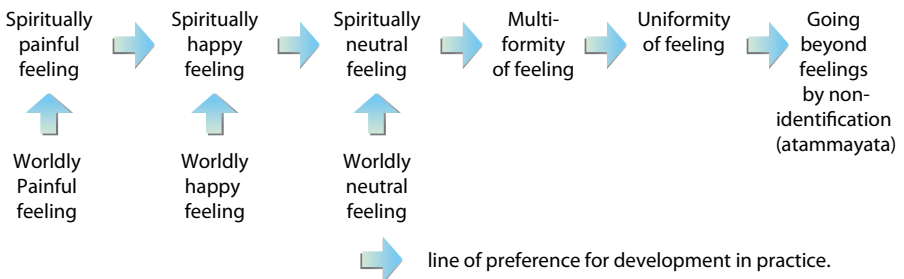 Spiritually
painful
feeling
Spiritually
happy
feeling
Spiritually
neutral
feeling
Multi-
formity
of feeling
Uniformity
of feeling
Going
beyond
feelings
by non-
identification
(atammayata)
Worldly
Painful
feeling
Worldly
happy
feeling
Worldly
neutral
feeling
line of preference for development in practice.